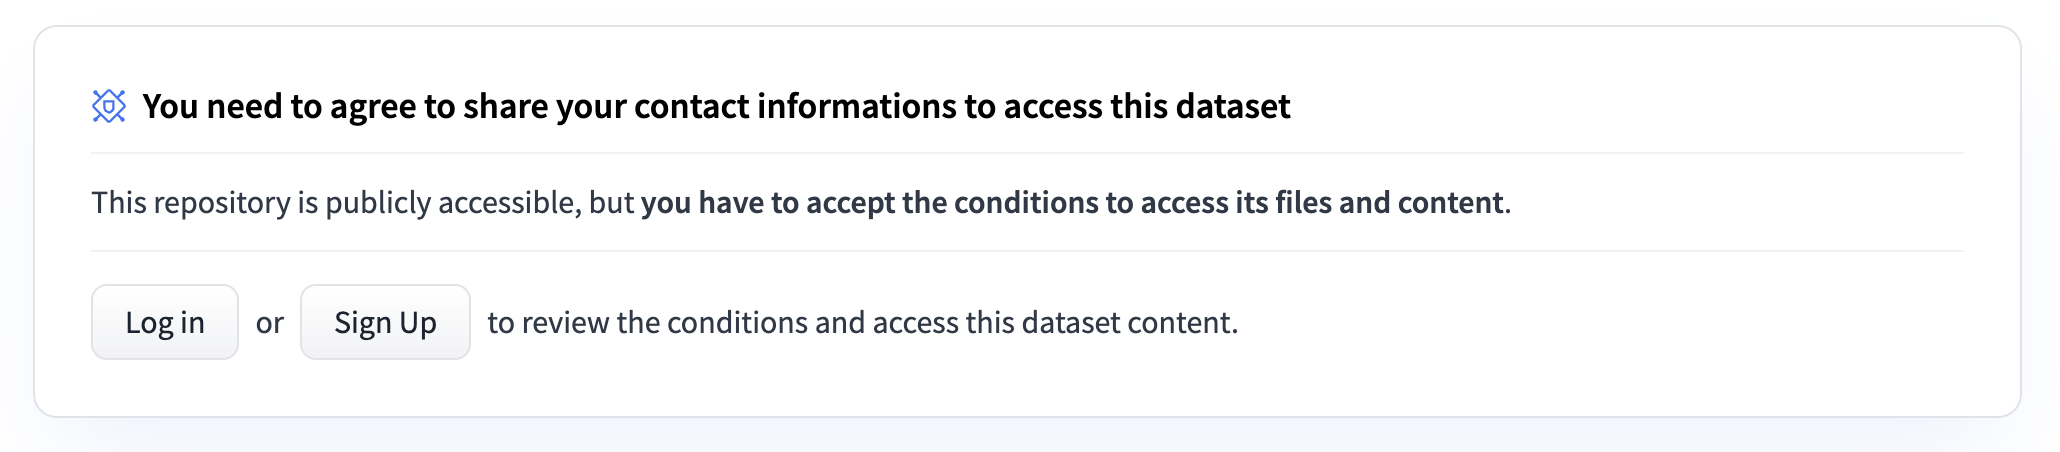 You need to agree to share your contact informations to access this dataset
This repository is publicly accessible, but you have to accept the conditions to access its files and content.
Log in or Sign Up to review the conditions and access this dataset content.